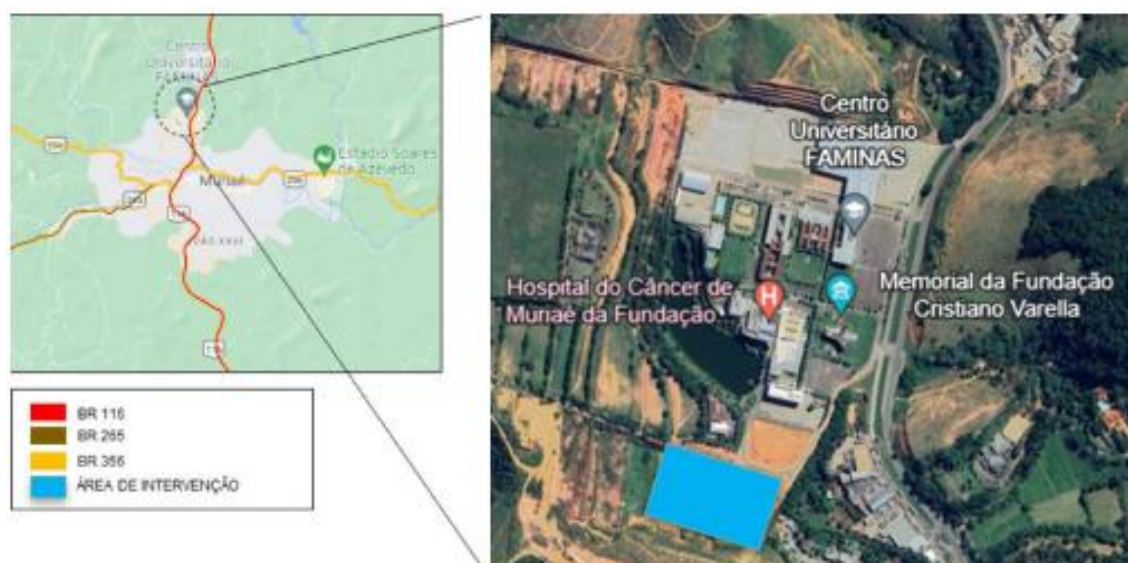 Centro
Universitário
FAMINAS
Estádio Soares
de Azevedo
Muriaé
116
BR 116
BR 265
BR 356
ÁREA DE INTERVENÇÃO
Centro
Universitário
FAMINAS
Hospital do Câncer de
Muriaé da Fundação
H
Memorial da Fundação
Cristiano Varella